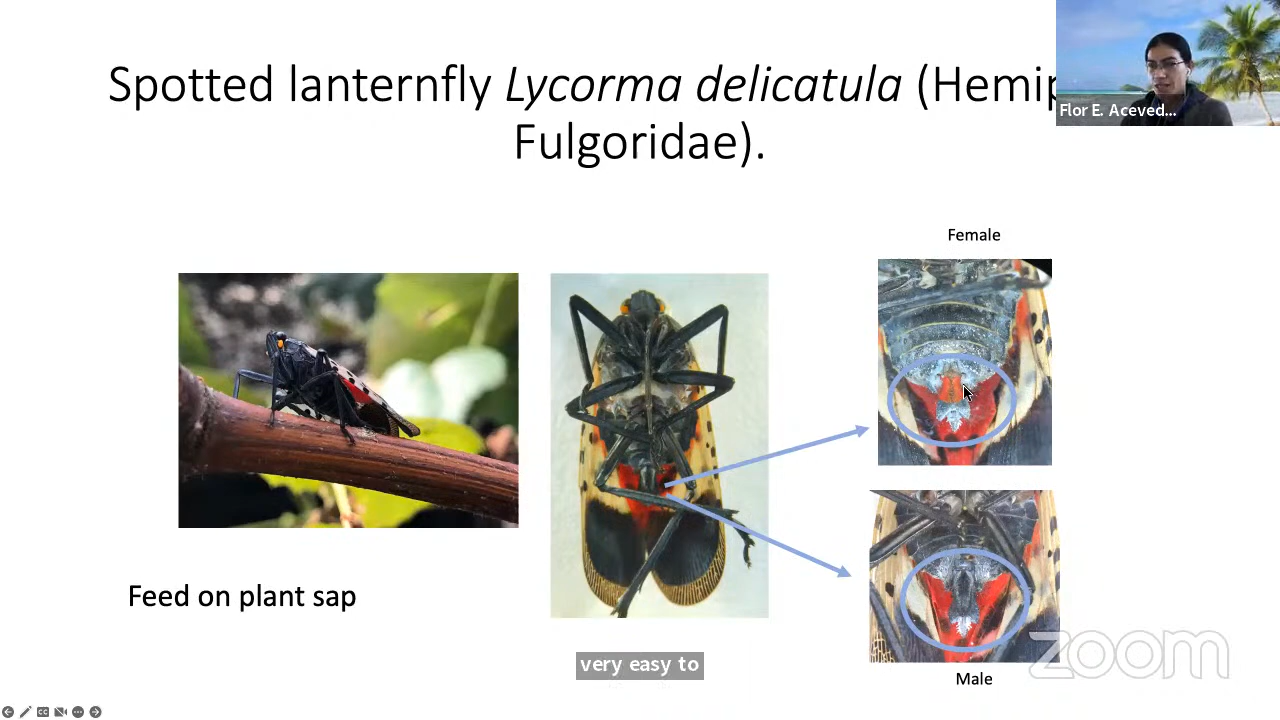 Spotted lanternfly Lycorma delicatula (Hemip
Fulgoridae).
Flor E. Aceved...
Female
Feed on plant sap
very easy to
zoom
Male